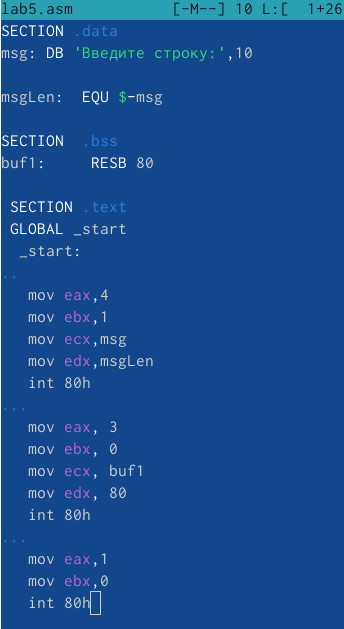 lab5.asm [-M--] 10 L:[ 1+26
SECTION .data
msg: DB 'Введите строку:',10
msgLen: EQU $-msg
SECTION .bss
buf1: RESB 80
SECTION .text
GLOBAL _start
_start:
..
mov eax,4
mov ebx,1
mov ecx,msg
mov edx,msgLen
int 80h
...
mov eax, 3
mov ebx, 0
mov ecx, buf1
mov edx, 80
int 80h
...
mov eax,1
mov ebx,0
int 80h